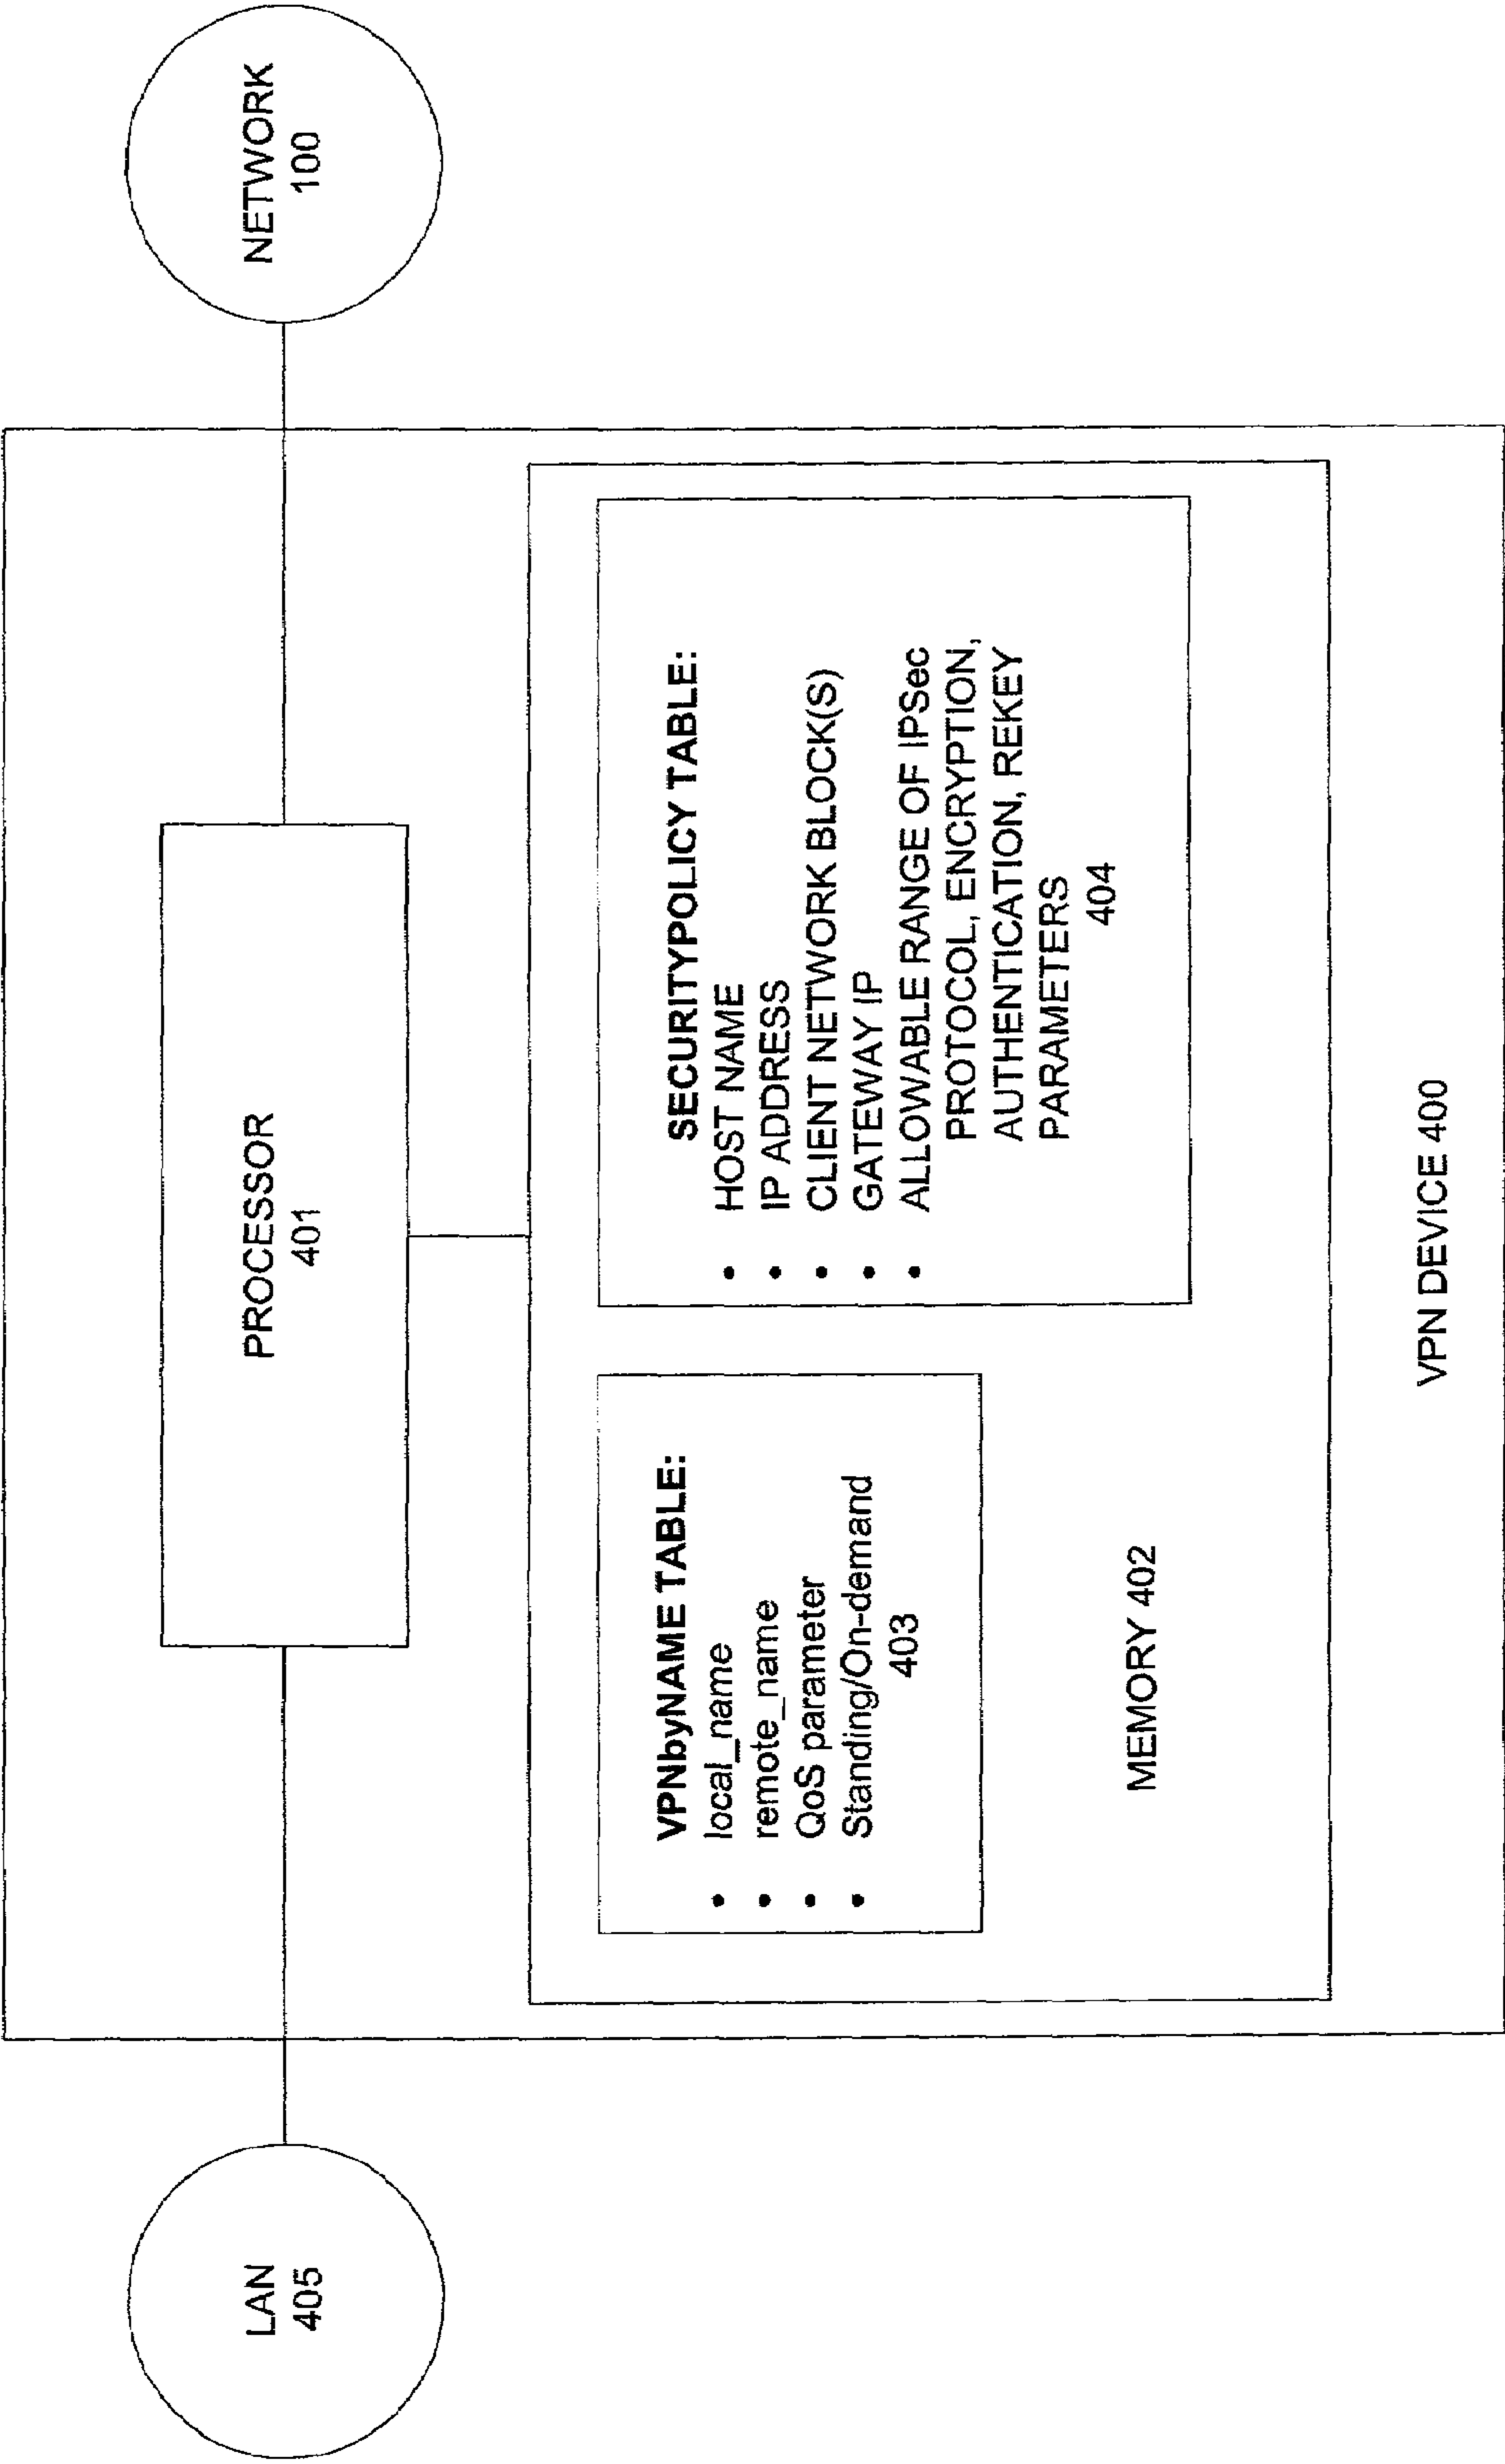 LAN
405
PROCESSOR
401
NETWORK
100
VPNbyNAME TABLE:
• local_name
• remote_name
• QoS parameter
• Standing/On-demand
403
SECURITYPOLICY TABLE:
• HOST NAME
• IP ADDRESS
• CLIENT NETWORK BLOCK(S)
• GATEWAY IP
• ALLOWABLE RANGE OF IPSec
PROTOCOL, ENCRYPTION,
AUTHENTICATION, REKEY
PARAMETERS
404
MEMORY 402
VPN DEVICE 400